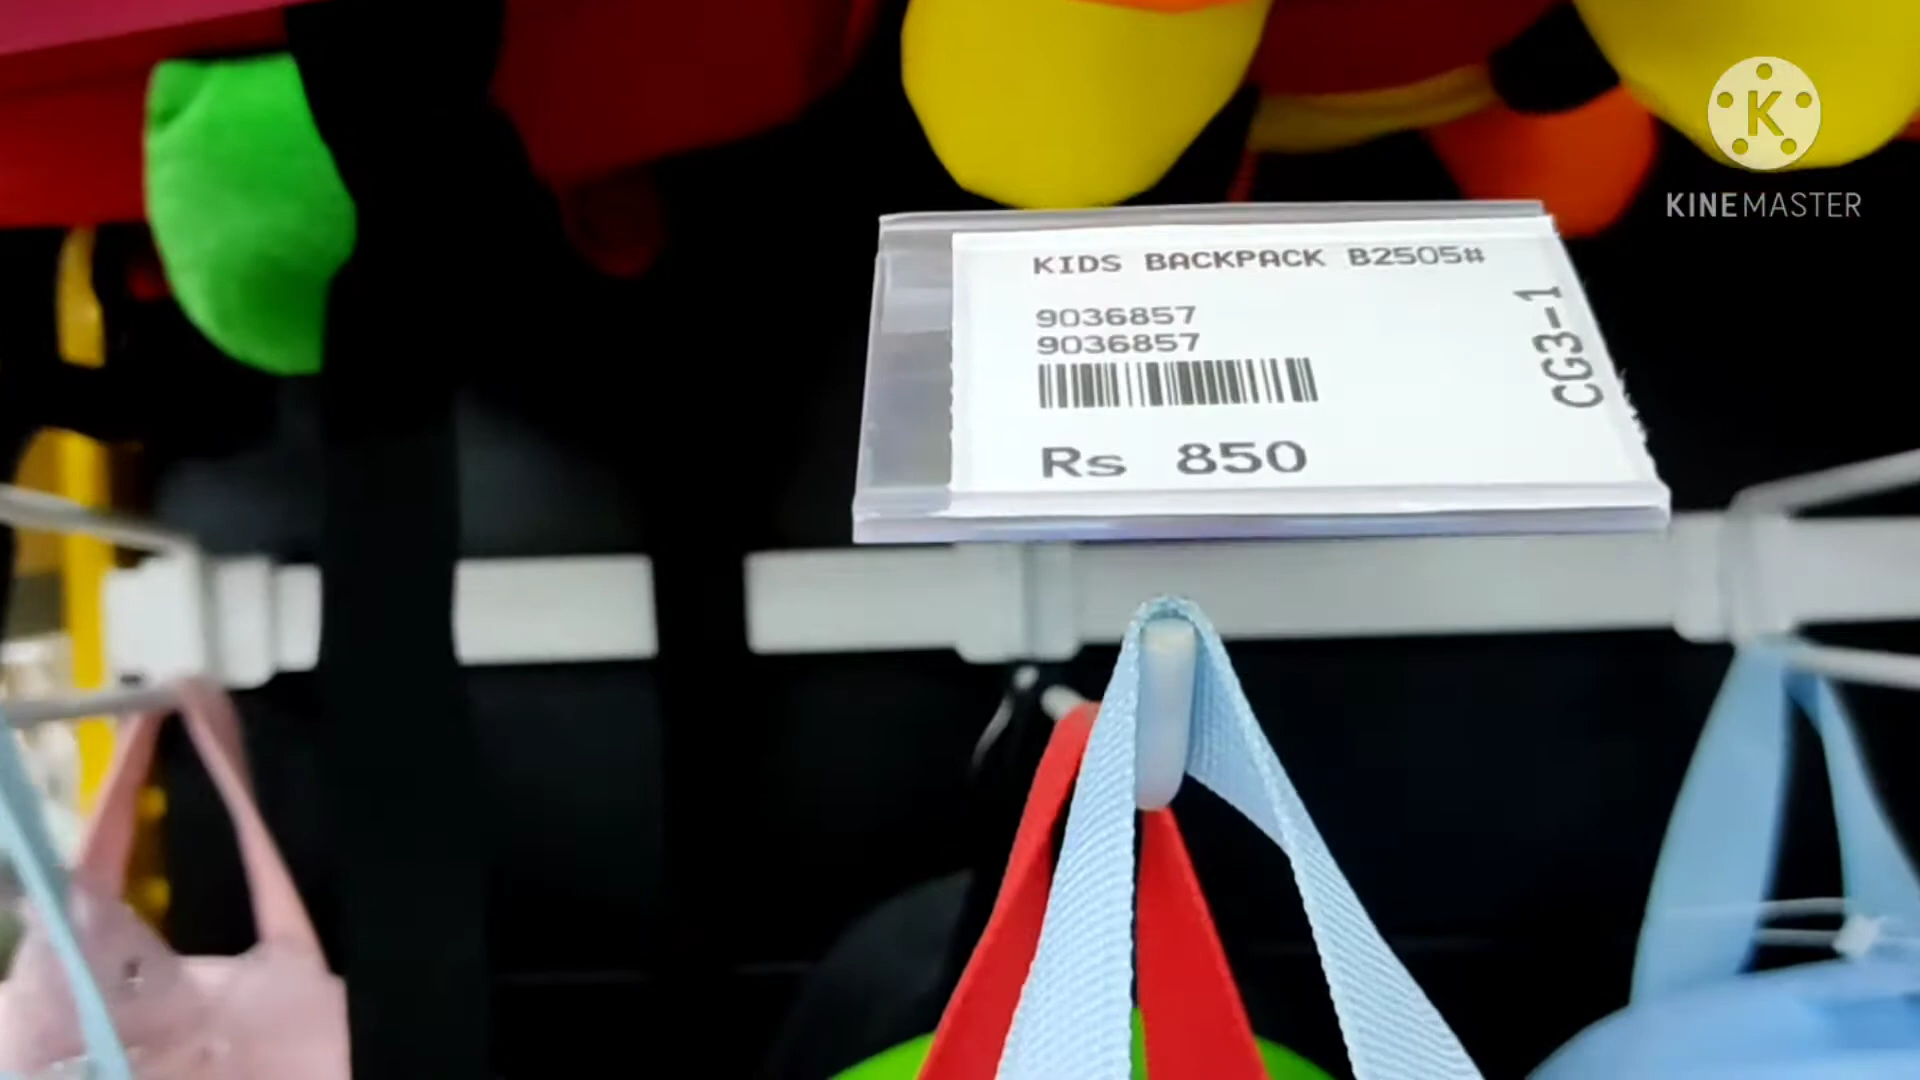 K
KINEMASTER
KIDS BACKPACK B2505#
9036857
9036857
CG3-1
Rs 850